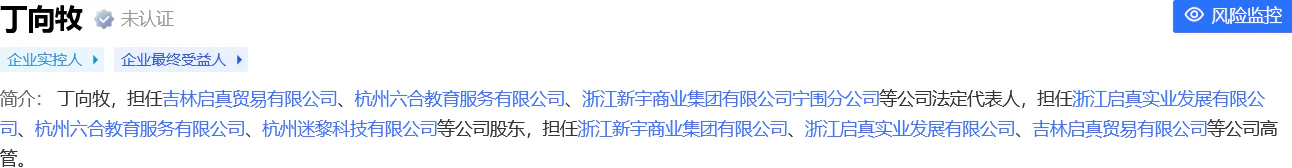 丁向牧 未认证 风险监控
企业实控人 企业最终受益人
简介： 丁向牧，担任吉林启真贸易有限公司、杭州六合教育服务有限公司、浙江新宇商业集团有限公司宁围分公司等公司法定代表人，担任浙江启真实业发展有限公
司、杭州六合教育服务有限公司、杭州迷黎科技有限公司等公司股东，担任浙江新宇商业集团有限公司、浙江启真实业发展有限公司、吉林启真贸易有限公司等公司高
管。